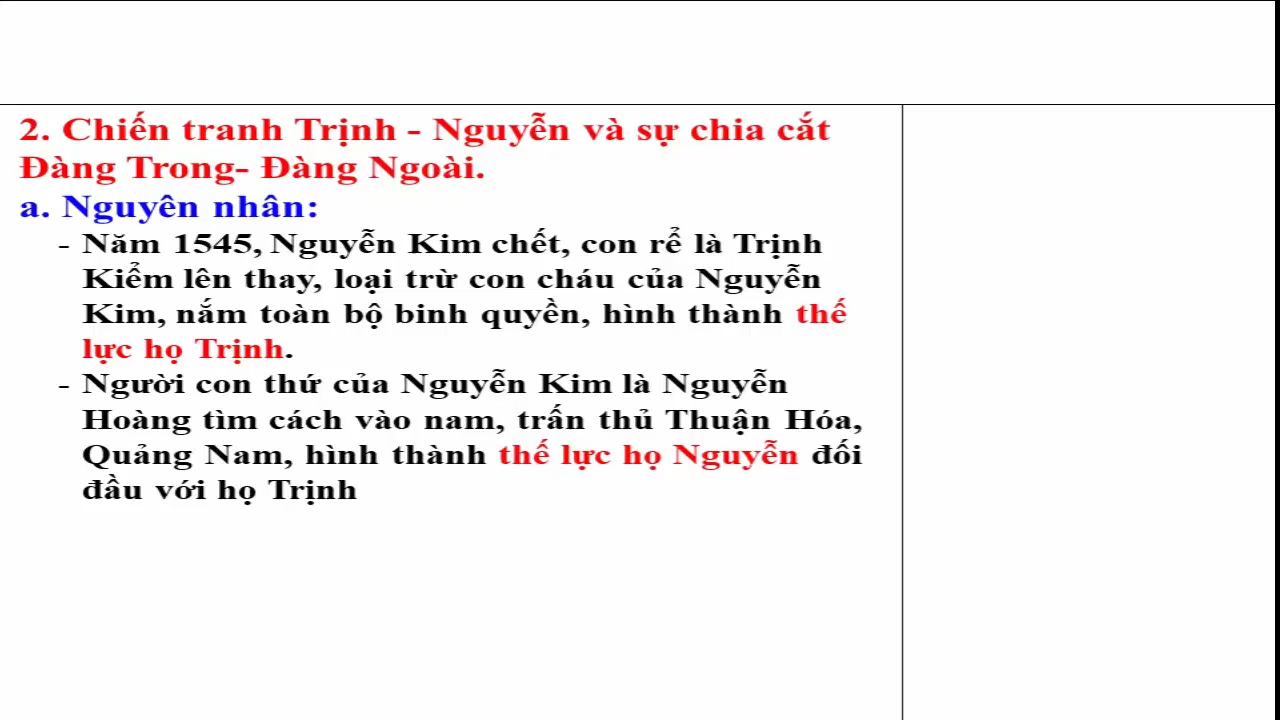 2. Chiến tranh Trịnh - Nguyễn và sự chia cắt
Đàng Trong- Đàng Ngoài.
a. Nguyên nhân:
- Năm 1545, Nguyễn Kim chết, con rể là Trịnh
Kiểm lên thay, loại trừ con cháu của Nguyễn
Kim, nắm toàn bộ binh quyền, hình thành thế
lực họ Trịnh.
- Người con thứ của Nguyễn Kim là Nguyễn
Hoàng tìm cách vào nam, trấn thủ Thuận Hóa,
Quảng Nam, hình thành thế lực họ Nguyễn đối
đầu với họ Trịnh